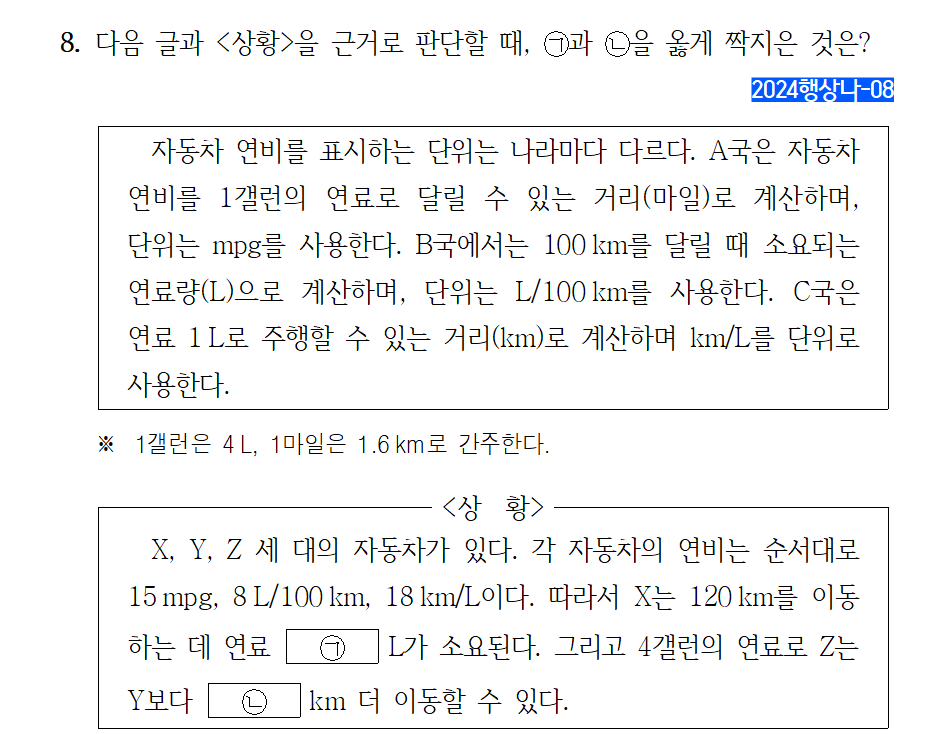 8. 다음 글과 <상황>을 근거로 판단할 때, ㉠과 ㉡을 옳게 짝지은 것은?
2024행상나-08
자동차 연비를 표시하는 단위는 나라마다 다르다. A국은 자동차
연비를 1갤런의 연료로 달릴 수 있는 거리(마일)로 계산하며,
단위는 mpg를 사용한다. B국에서는 100 km를 달릴 때 소요되는
연료량(L)으로 계산하며, 단위는 L/100 km를 사용한다. C국은
연료 1 L로 주행할 수 있는 거리(km)로 계산하며 km/L를 단위로
사용한다.
※ 1갤런은 4 L, 1마일은 1.6 km로 간주한다.
<상 황>
X, Y, Z 세 대의 자동차가 있다. 각 자동차의 연비는 순서대로
15 mpg, 8 L/100 km, 18 km/L이다. 따라서 X는 120 km를 이동
하는 데 연료 ㉠ L가 소요된다. 그리고 4갤런의 연료로 Z는
Y보다 ㉡ km 더 이동할 수 있다.